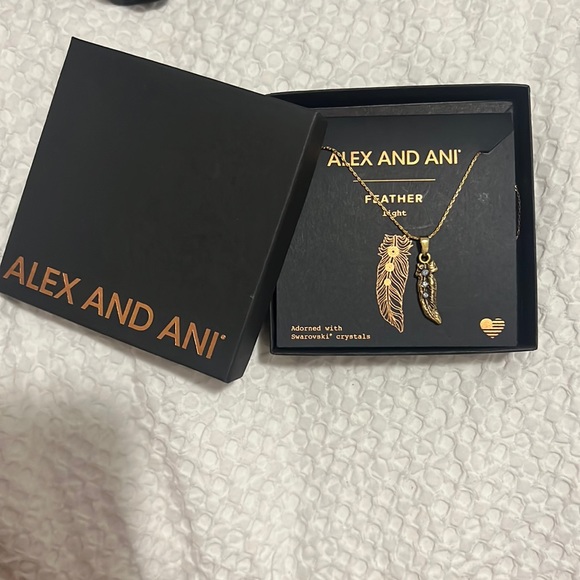 ALEX AND ANI®
ALEX AND ANI®
FEATHER
light
Adorned with
Swarovski® crystals